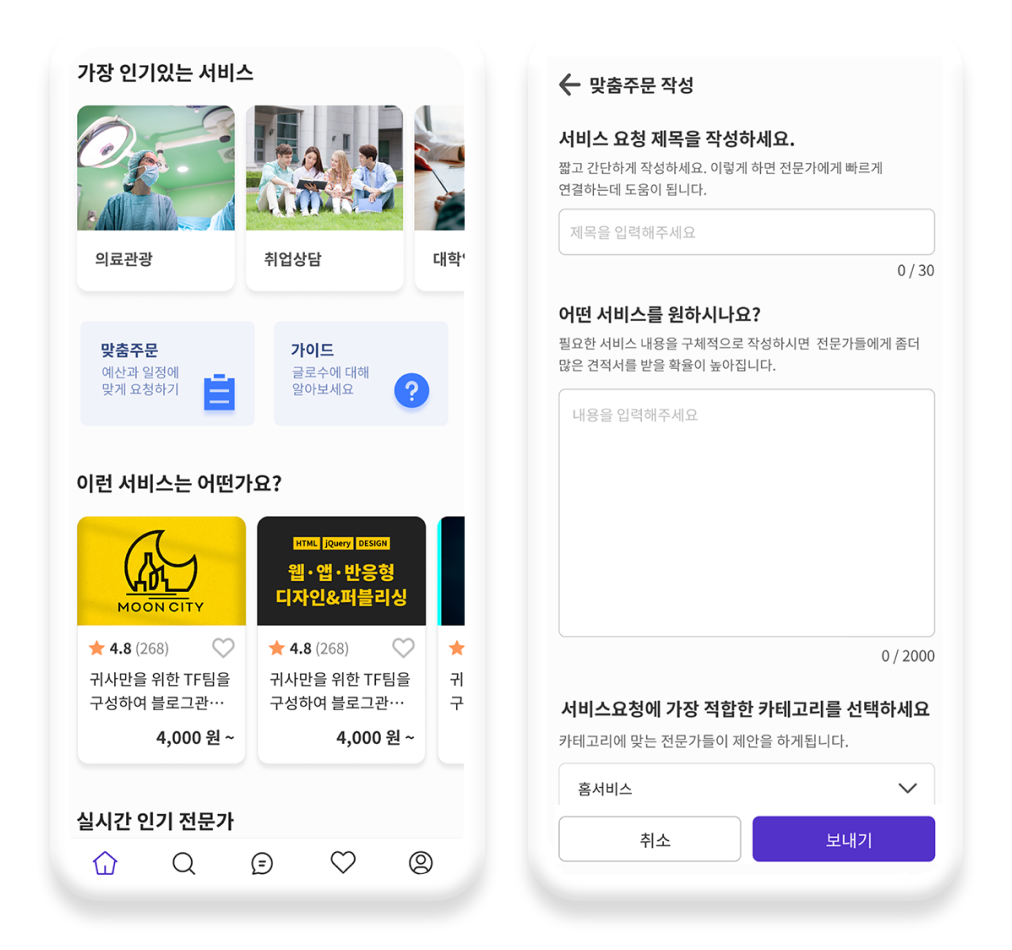 가장 인기있는 서비스
의료관광
취업상담
맞춤주문
예산과 일정에
맞게 요청하기
가이드
글로수에 대해
알아보세요
이런 서비스는 어떤가요?
MOON CITY
4.8 (268)
귀사만을 위한 TF팀을
구성하여 블로그관···
4,000 원 ~
HTML jQuery DESIGN
웹·앱·반응형
디자인&퍼블리싱
4.8 (268)
귀사만을 위한 TF팀을
구성하여 블로그관···
4,000 원 ~
귀
구
실시간 인기 전문가
맞춤주문 작성
서비스 요청 제목을 작성하세요.
짧고 간단하게 작성하세요. 이렇게 하면 전문가에게 빠르게
연결하는데 도움이 됩니다.
제목을 입력해주세요
0 / 30
어떤 서비스를 원하시나요?
필요한 서비스 내용을 구체적으로 작성하시면 전문가들에게 좀더
많은 견적서를 받을 확율이 높아집니다.
내용을 입력해주세요
0 / 2000
서비스요청에 가장 적합한 카테고리를 선택하세요
카테고리에 맞는 전문가들이 제안을 하게됩니다.
홈서비스
취소
보내기